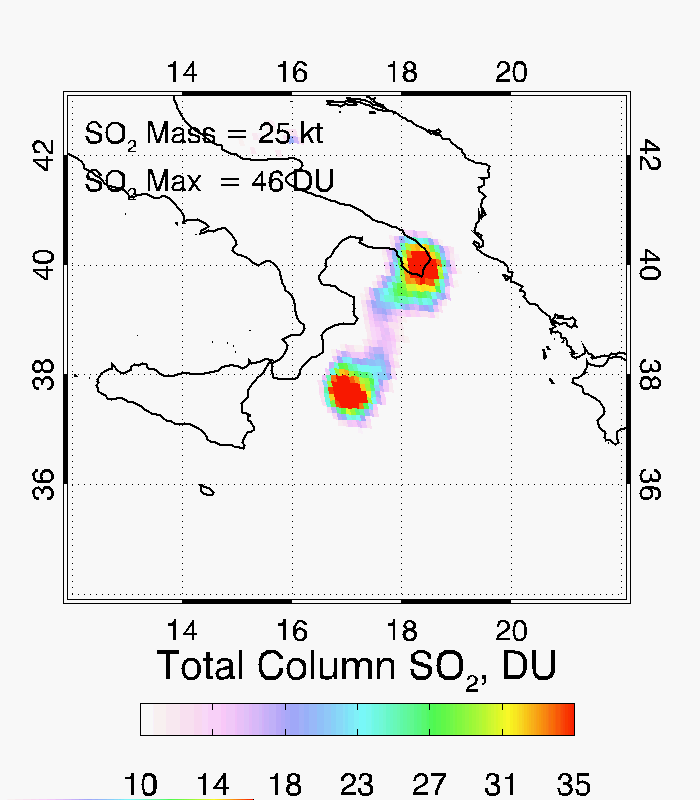 14 16 18 20
SO₂ Mass = 25 kt
42 42
SO₂ Max = 46 DU
40 40
38 38
36 36
14 16 18 20
Total Column SO₂, DU
10 14 18 23 27 31 35